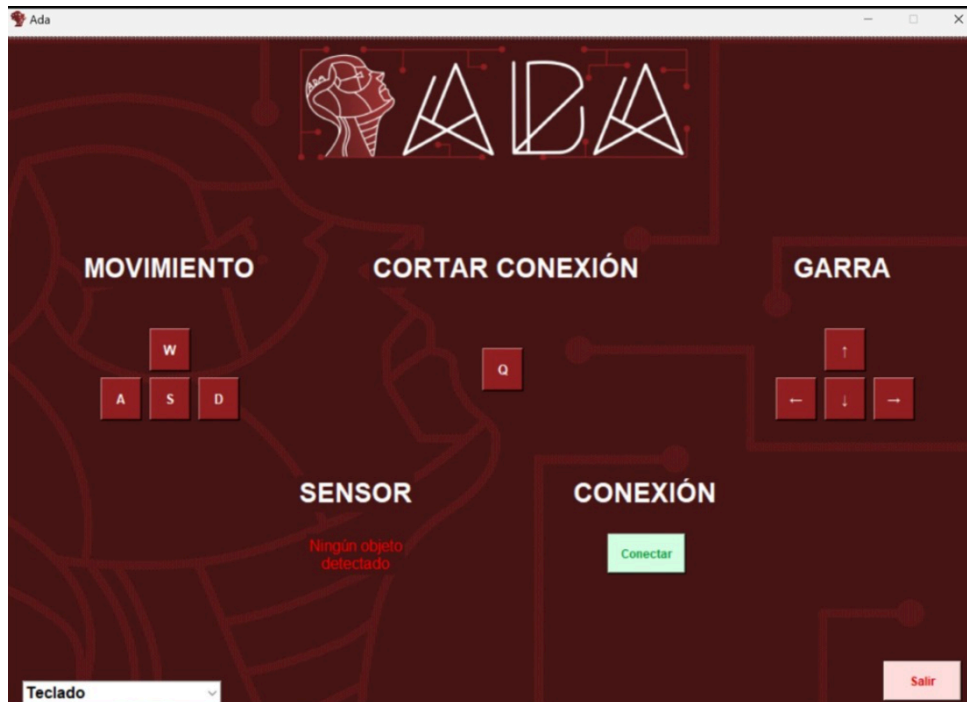 Ada
ADA
MOVIMIENTO
CORTAR CONEXIÓN
GARRA
W
A S D
Q
↑
← ↓ →
SENSOR
CONEXIÓN
Ningún objeto
detectado
Conectar
Teclado
Salir